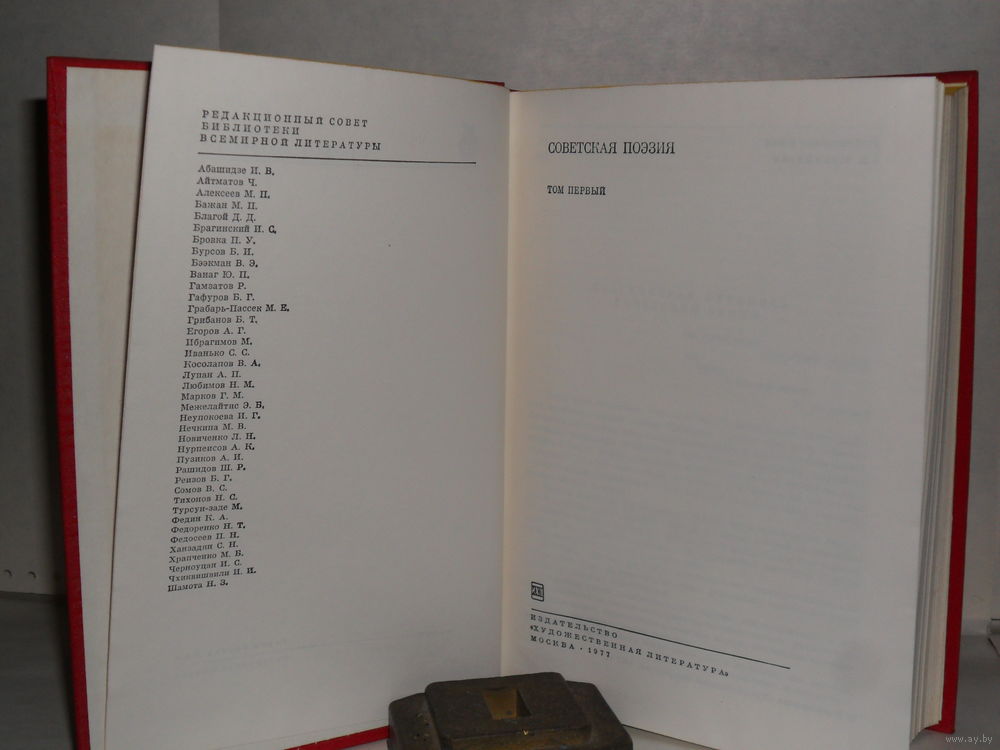 РЕДАКЦИОННЫЙ СОВЕТ
БИБЛИОТЕКИ
ВСЕМИРНОЙ ЛИТЕРАТУРЫ
Абашидзе И. В.
Айтматов Ч.
Алексеев М. Н.
Бажан М. П.
Благой Д. Д.
Брагинский И. С.
Бровка П. У.
Бурсов Б. И.
Бээкман В. Э.
Ванаг Ю. П.
Гамзатов Р.
Гафуров Б. Г.
Грабарь-Пассек М. Е.
Грибанов Б. Т.
Егоров А. Г.
Ибрагимов М.
Иванько С. С.
Косолапов В. А.
Лупан А. П.
Любимов Н. М.
Марков Г. М.
Межелайтис Э. Б.
Неупокоева И. Г.
Нечкина М. В.
Новиченко Л. Н.
Нурпеисов А. К.
Пузиков А. И.
Рашидов Ш. Р.
Реизов Б. Г.
Сомов В. С.
Тихонов Н. С.
Турсун-заде М.
Федин К. А.
Федоренко Н. Т.
Федосеев П. Н.
Ханзадян С. Н.
Храпченко М. Б.
Черноуцан И. С.
Чхиквишвили И. И.
Шамота Н. З.
СОВЕТСКАЯ ПОЭЗИЯ
ТОМ ПЕРВЫЙ
ИЗДАТЕЛЬСТВО
«ХУДОЖЕСТВЕННАЯ ЛИТЕРАТУРА»
МОСКВА · 1977
www.ay.by